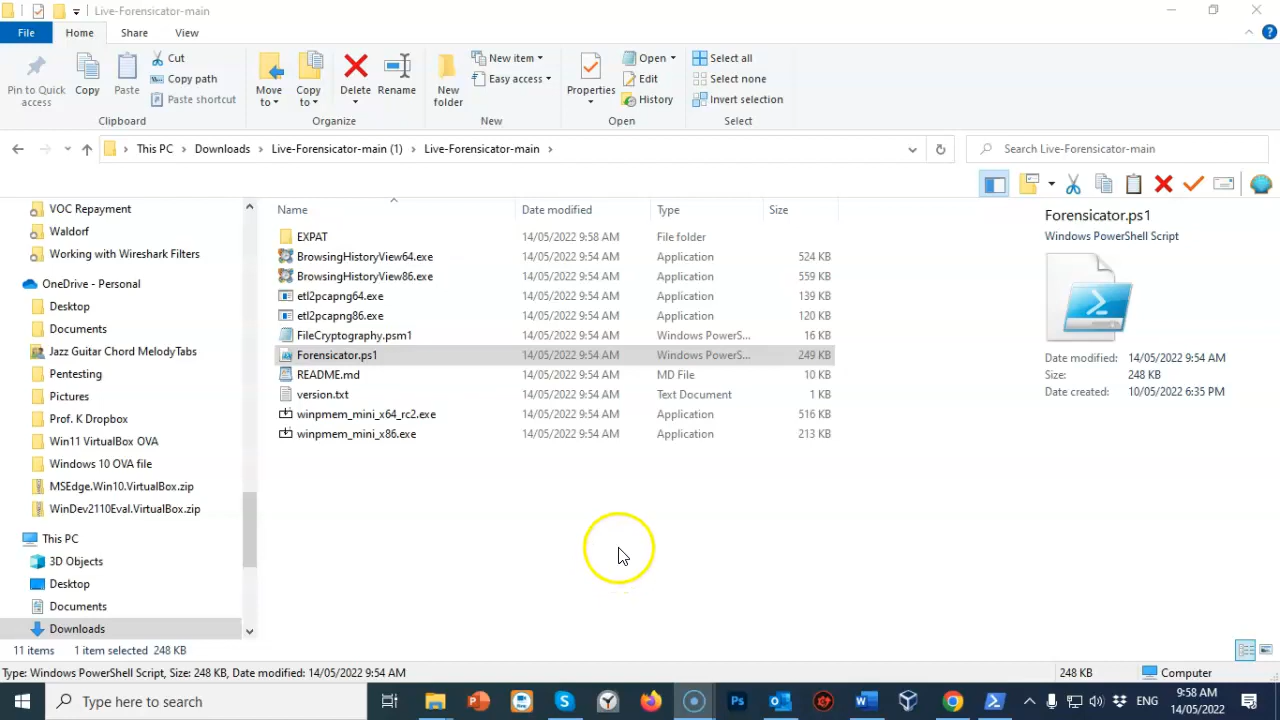 Live-Forensicator-main
File Home Share View
Pin to Quick access
Copy
Paste
Cut
Copy path
Paste shortcut
Clipboard
Move to
Copy to
Delete
Rename
Organize
New folder
New item
Easy access
New
Properties
Open
Edit
History
Open
Select all
Select none
Invert selection
Select
This PC Downloads Live-Forensicator-main (1) Live-Forensicator-main
Search Live-Forensicator-main
VOC Repayment
Waldorf
Working with Wireshark Filters
OneDrive - Personal
Desktop
Documents
Jazz Guitar Chord MelodyTabs
Pentesting
Pictures
Prof. K Dropbox
Win11 VirtualBox OVA
Windows 10 OVA file
MSEdge.Win10.VirtualBox.zip
WinDev2110Eval.VirtualBox.zip
This PC
3D Objects
Desktop
Documents
Downloads
Name Date modified Type Size
EXPAT 14/05/2022 9:58 AM File folder
BrowsingHistoryView64.exe 14/05/2022 9:54 AM Application 524 KB
BrowsingHistoryView86.exe 14/05/2022 9:54 AM Application 559 KB
etl2pcapng64.exe 14/05/2022 9:54 AM Application 139 KB
etl2pcapng86.exe 14/05/2022 9:54 AM Application 120 KB
FileCryptography.psm1 14/05/2022 9:54 AM Windows PowerS... 16 KB
Forensicator.ps1 14/05/2022 9:54 AM Windows PowerS... 249 KB
README.md 14/05/2022 9:54 AM MD File 10 KB
version.txt 14/05/2022 9:54 AM Text Document 1 KB
winpmem_mini_x64_rc2.exe 14/05/2022 9:54 AM Application 516 KB
winpmem_mini_x86.exe 14/05/2022 9:54 AM Application 213 KB
Forensicator.ps1
Windows PowerShell Script
Date modified: 14/05/2022 9:54 AM
Size: 248 KB
Date created: 10/05/2022 6:35 PM
11 items 1 item selected 248 KB
Type: Windows PowerShell Script, Size: 248 KB, Date modified: 14/05/2022 9:54 AM 248 KB Computer
Type here to search
ENG
9:58 AM
14/05/2022